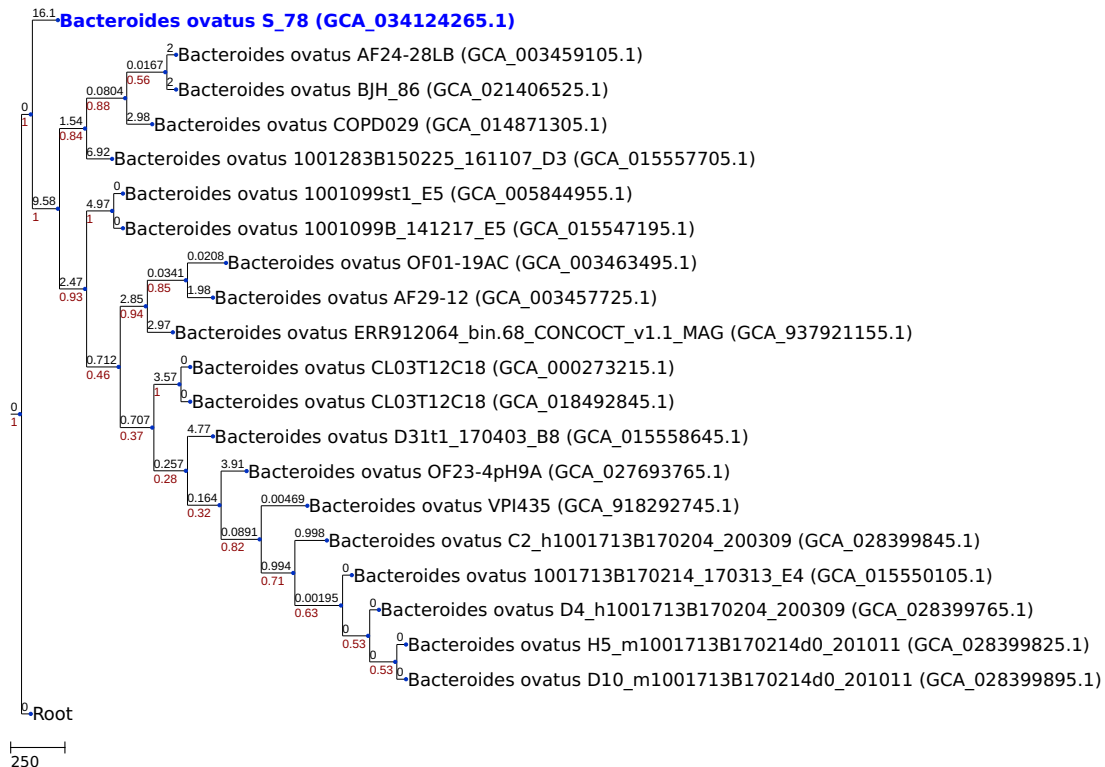 16.1 Bacteroides ovatus S_78 (GCA_034124265.1)
2 Bacteroides ovatus AF24-28LB (GCA_003459105.1)
0.0167
0.56
2 Bacteroides ovatus BJH_86 (GCA_021406525.1)
0.0804
0.88
2.98 Bacteroides ovatus COPD029 (GCA_014871305.1)
0
1
1.54
0.84
6.92 Bacteroides ovatus 1001283B150225_161107_D3 (GCA_015557705.1)
0 Bacteroides ovatus 1001099st1_E5 (GCA_005844955.1)
9.58
1
4.97
1
0 Bacteroides ovatus 1001099B_141217_E5 (GCA_015547195.1)
0.0208 Bacteroides ovatus OF01-19AC (GCA_003463495.1)
0.0341
0.85
2.47
0.93
1.98 Bacteroides ovatus AF29-12 (GCA_003457725.1)
2.85
0.94
2.97 Bacteroides ovatus ERR912064_bin.68_CONCOCT_v1.1_MAG (GCA_937921155.1)
0.712
0.46
0 Bacteroides ovatus CL03T12C18 (GCA_000273215.1)
3.57
1
0 Bacteroides ovatus CL03T12C18 (GCA_018492845.1)
0
1
0.707
0.37
4.77 Bacteroides ovatus D31t1_170403_B8 (GCA_015558645.1)
0.257
0.28
3.91 Bacteroides ovatus OF23-4pH9A (GCA_027693765.1)
0.164
0.32
0.00469 Bacteroides ovatus VPI435 (GCA_918292745.1)
0.0891
0.82
0.998 Bacteroides ovatus C2_h1001713B170204_200309 (GCA_028399845.1)
0.994
0.71
0 Bacteroides ovatus 1001713B170214_170313_E4 (GCA_015550105.1)
0.00195
0.63
0 Bacteroides ovatus D4_h1001713B170204_200309 (GCA_028399765.1)
0
0.53
0 Bacteroides ovatus H5_m1001713B170214d0_201011 (GCA_028399825.1)
0
0.53
0 Bacteroides ovatus D10_m1001713B170214d0_201011 (GCA_028399895.1)
0 Root
250